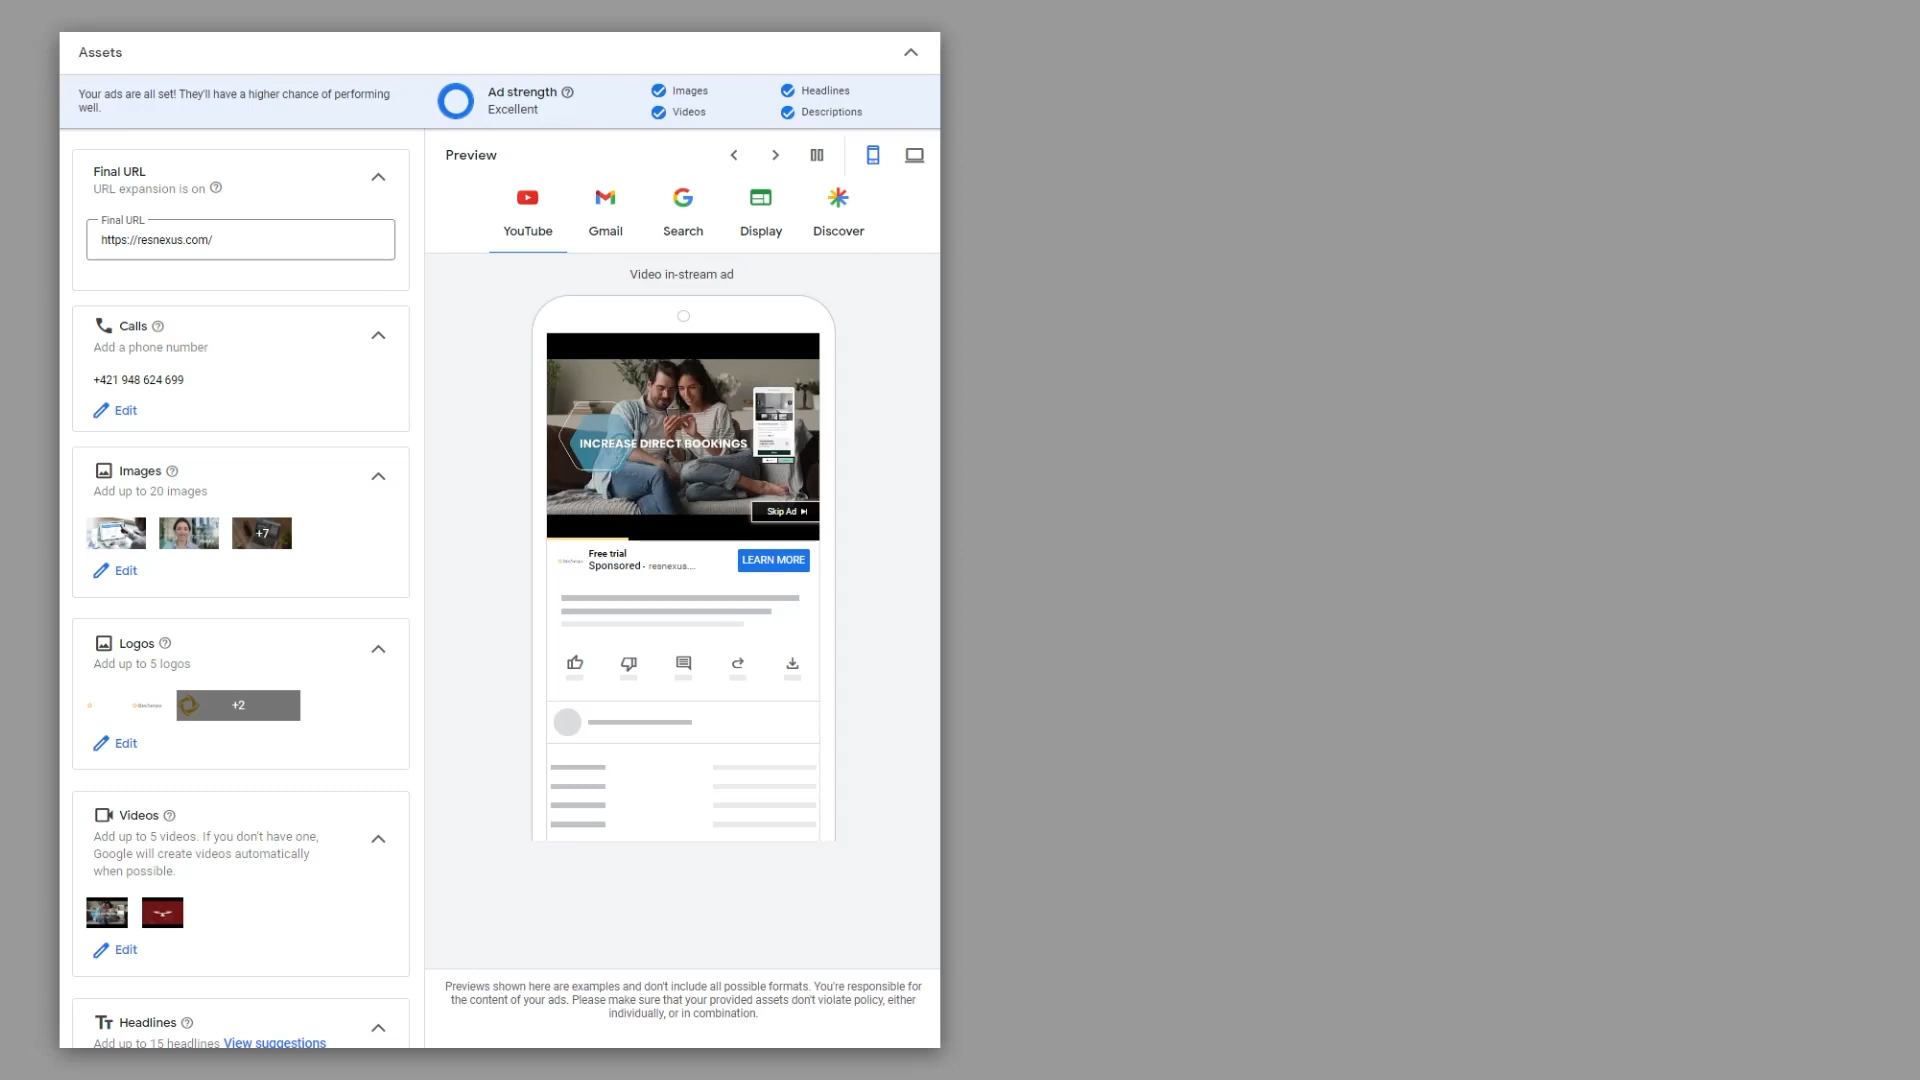 Assets
Your ads are all set! They'll have a higher chance of performing
well.
Ad strength
Excellent
Images
Videos
Headlines
Descriptions
Final URL
URL expansion is on
Final URL
https://resnexus.com/
Calls
Add a phone number
+421 948 624 699
Edit
Images
Add up to 20 images
+7
Edit
Logos
Add up to 5 logos
+2
Edit
Videos
Add up to 5 videos. If you don't have one,
Google will create videos automatically
when possible.
Edit
Headlines
Add up to 15 headlines View suggestions
Preview
YouTube
Gmail
Search
Display
Discover
Video in-stream ad
INCREASE DIRECT BOOKINGS
Skip Ad
Free trial
Sponsored · resnexus....
LEARN MORE
Previews shown here are examples and don't include all possible formats. You're responsible for
the content of your ads. Please make sure that your provided assets don't violate policy, either
individually, or in combination.